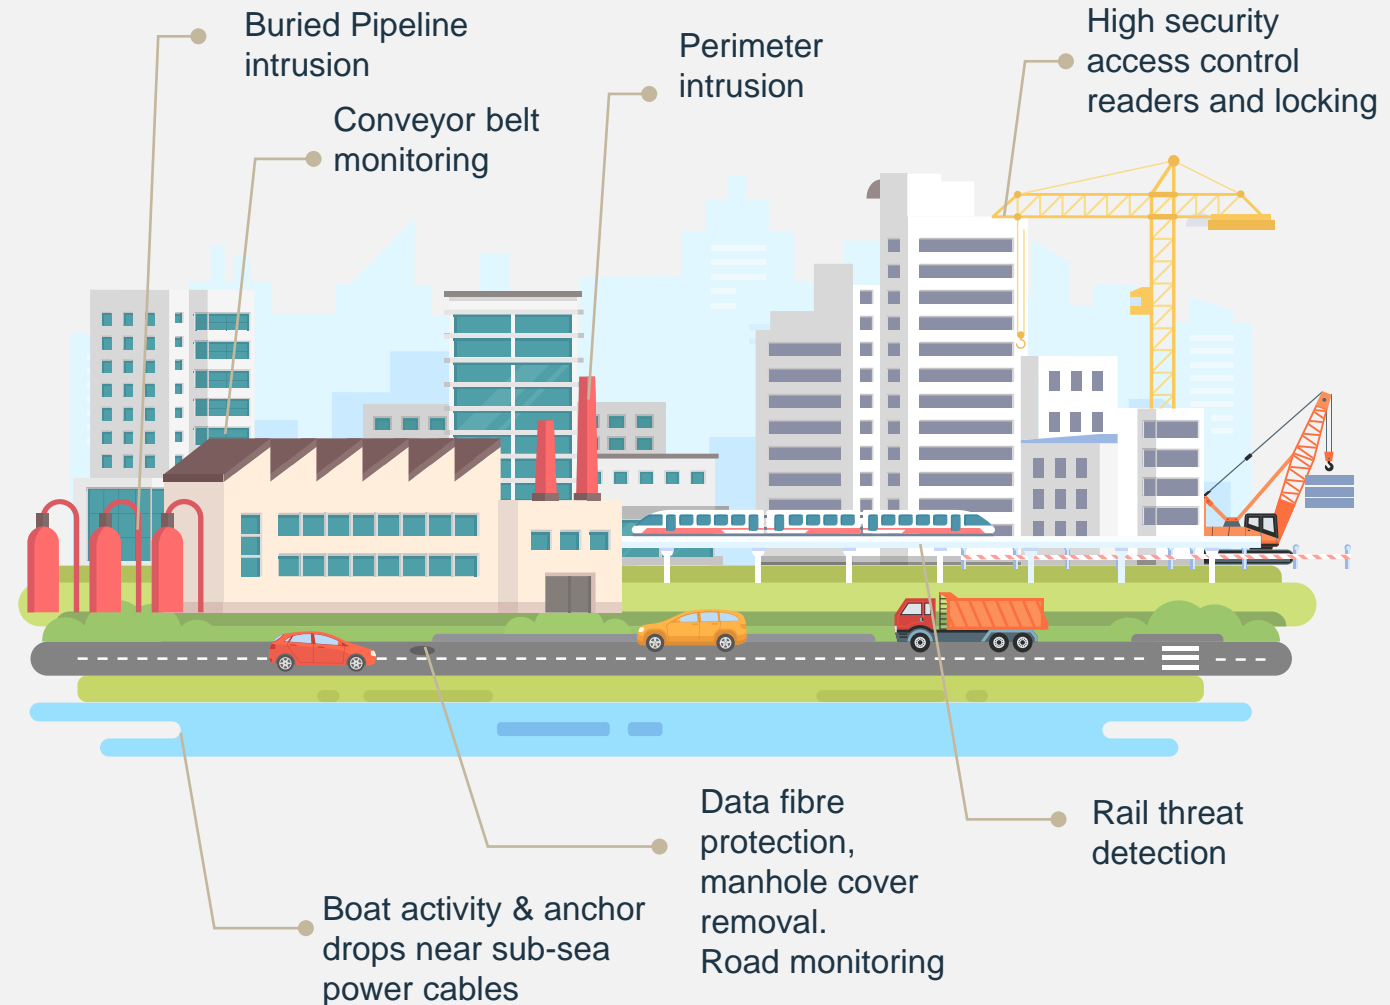 Buried Pipeline
intrusion
Conveyor belt
monitoring
Perimeter
intrusion
High security
access control
readers and locking
Data fibre
protection,
manhole cover
removal.
Road monitoring
Rail threat
detection
Boat activity & anchor
drops near sub-sea
power cables